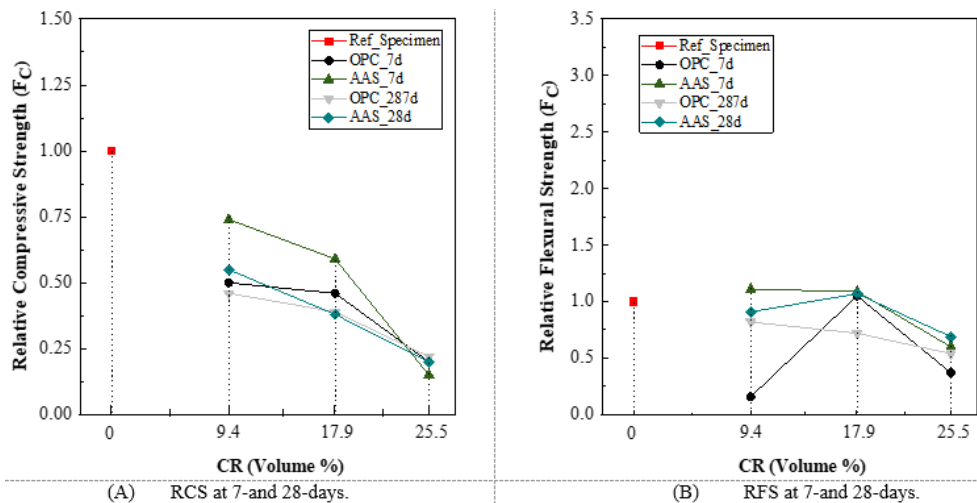 1.50
1.25
1.00
0.75
0.50
0.25
0.00
Relative Compressive Strength (FC)
Ref_Specimen
OPC_7d
AAS_7d
OPC_287d
AAS_28d
0
9.4
17.9
25.5
CR (Volume %)
(A) RCS at 7-and 28-days.
3.5
3.0
2.5
2.0
1.5
1.0
0.5
0.0
Relative Flexural Strength (FC)
Ref_Specimen
OPC_7d
AAS_7d
OPC_287d
AAS_28d
0
9.4
17.9
25.5
CR (Volume %)
(B) RFS at 7-and 28-days.